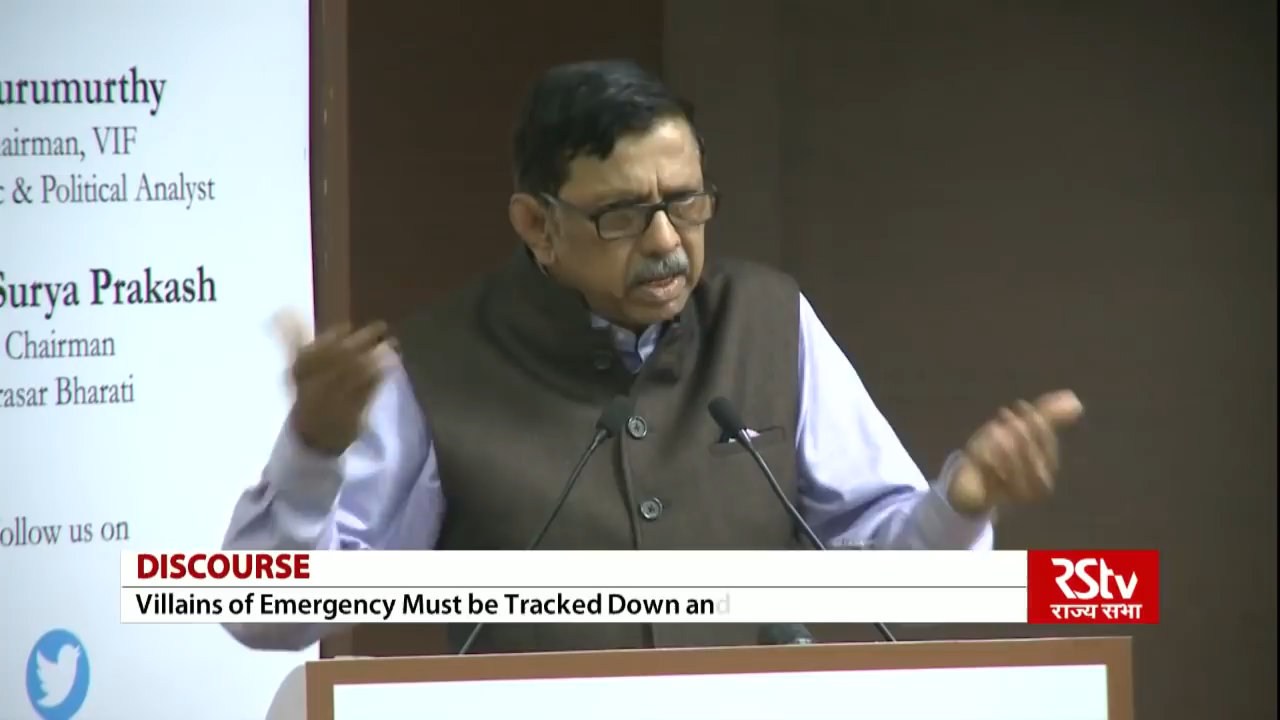 urumurthy
airman, VIF
c & Political Analyst
Surya Prakash
Chairman
rasar Bharati
ollow us on
DISCOURSE
Villains of Emergency Must be Tracked Down and
RStv
राज्य सभा